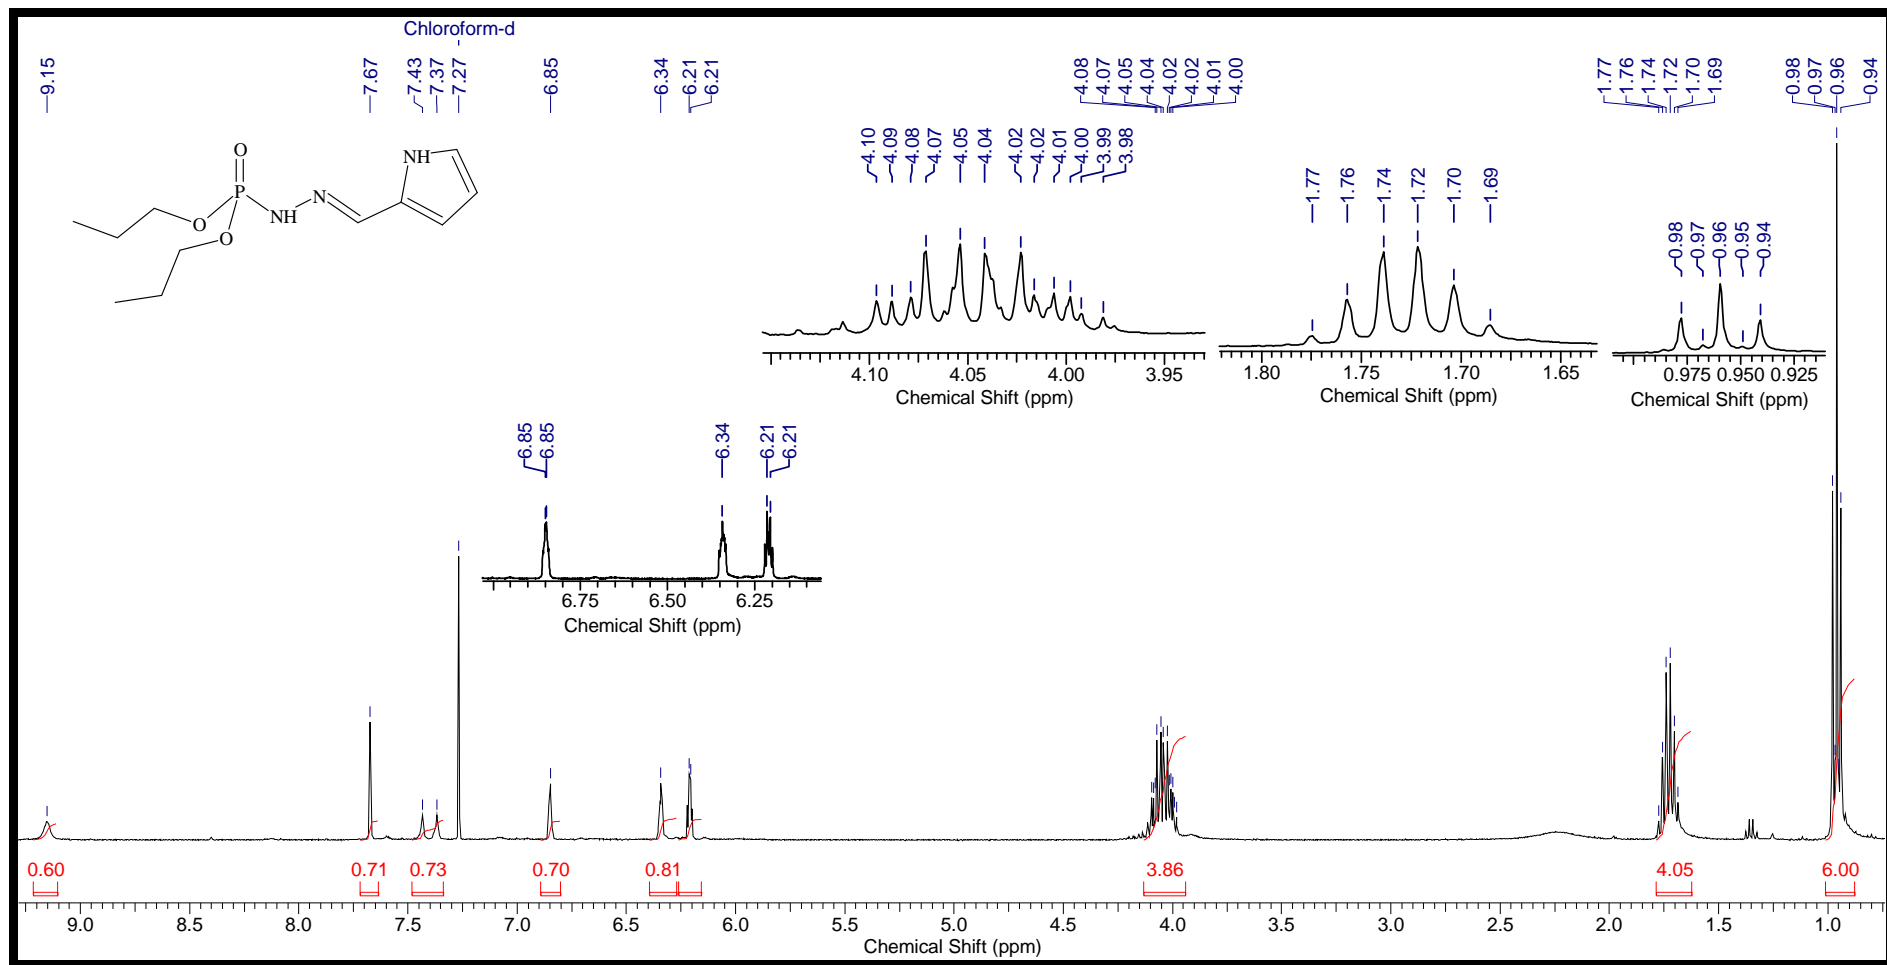 Chloroform-d
9.15
7.67
7.43
7.37
7.27
6.85
6.34
6.21
6.21
4.08
4.07
4.05
4.04
4.02
4.02
4.01
4.00
1.77
1.76
1.74
1.72
1.70
1.69
0.98
0.97
0.96
0.94
O
P
O
O
NH
N
NH
4.10
4.09
4.08
4.07
4.05
4.04
4.02
4.02
4.01
4.00
3.99
3.98
4.10 4.05 4.00 3.95
Chemical Shift (ppm)
1.77
1.76
1.74
1.72
1.70
1.69
1.80 1.75 1.70 1.65
Chemical Shift (ppm)
0.98
0.97
0.96
0.95
0.94
0.975 0.950 0.925
Chemical Shift (ppm)
6.85
6.85
6.34
6.21
6.21
6.75 6.50 6.25
Chemical Shift (ppm)
0.60 0.71 0.73 0.70 0.81 3.86 4.05 6.00
9.0 8.5 8.0 7.5 7.0 6.5 6.0 5.5 5.0 4.5 4.0 3.5 3.0 2.5 2.0 1.5 1.0
Chemical Shift (ppm)